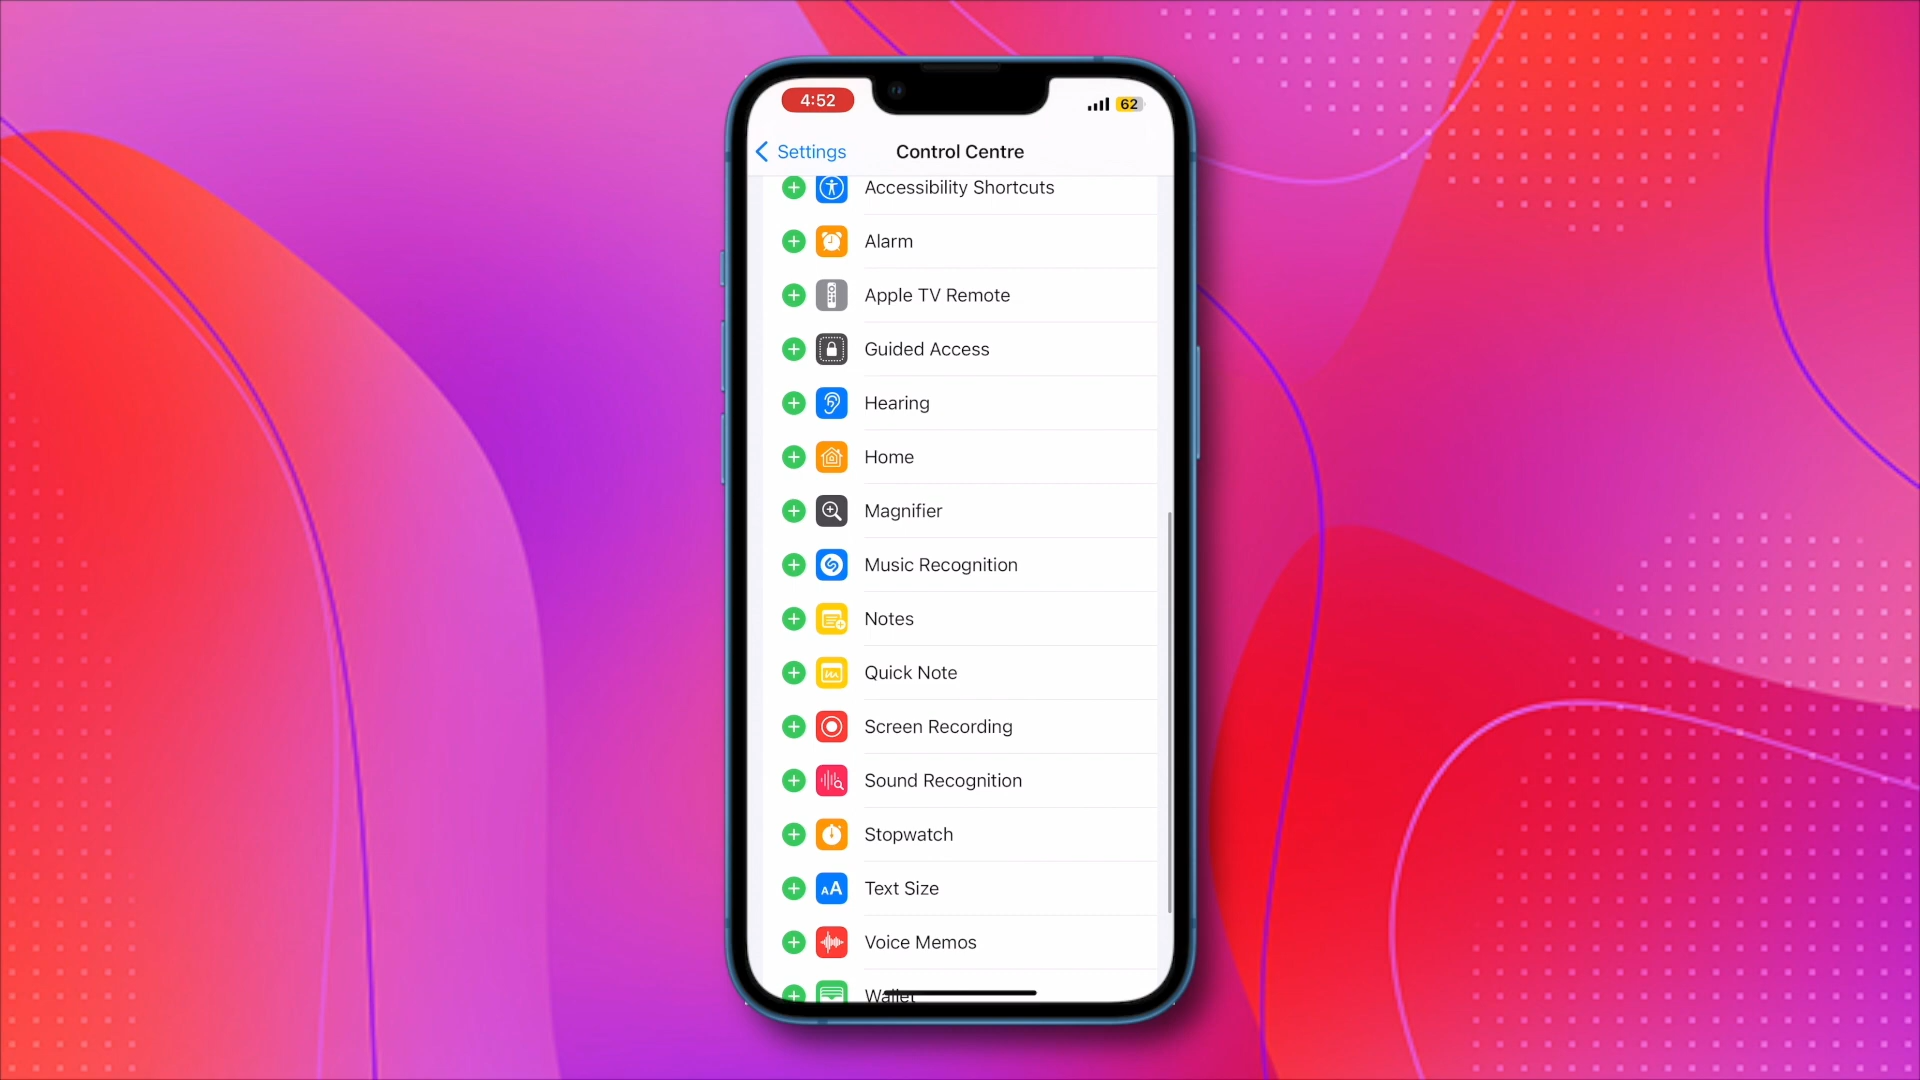 4:52
62
Settings
Control Centre
Accessibility Shortcuts
Alarm
Apple TV Remote
Guided Access
Hearing
Home
Magnifier
Music Recognition
Notes
Quick Note
Screen Recording
Sound Recognition
Stopwatch
AA Text Size
Voice Memos
Wallet